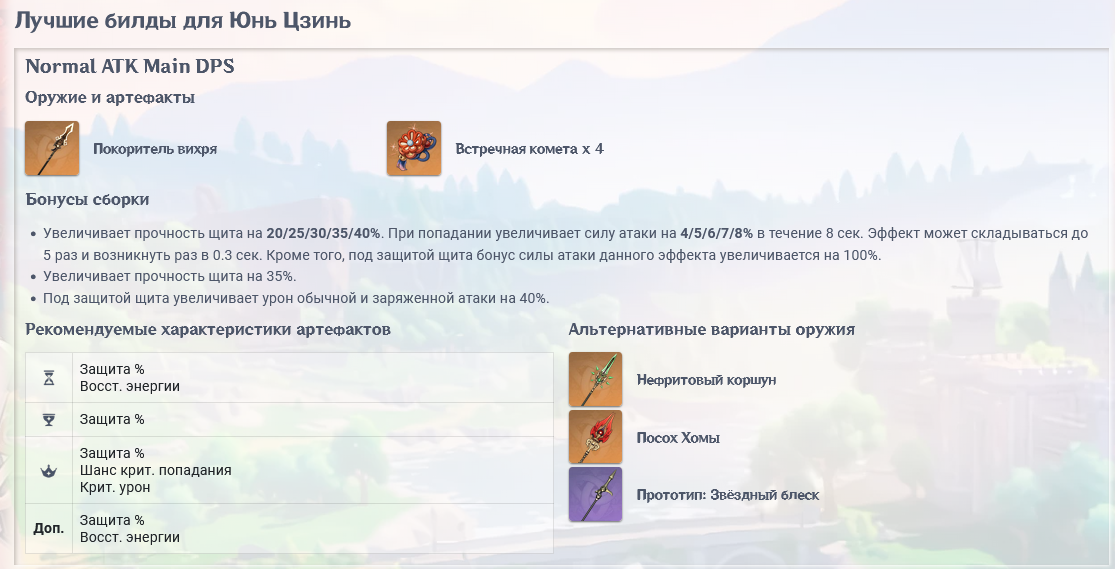 Лучшие билды для Юнь Цзинь
Normal ATK Main DPS
Оружие и артефакты
Покоритель вихря
Встречная комета x 4
Бонусы сборки
Увеличивает прочность щита на 20/25/30/35/40%. При попадании увеличивает силу атаки на 4/5/6/7/8% в течение 8 сек. Эффект может складываться до
5 раз и возникнуть раз в 0.3 сек. Кроме того, под защитой щита бонус силы атаки данного эффекта увеличивается на 100%.
Увеличивает прочность щита на 35%.
Под защитой щита увеличивает урон обычной и заряженной атаки на 40%.
Рекомендуемые характеристики артефактов
Защита %
Восст. энергии
Защита %
Защита %
Шанс крит. попадания
Крит. урон
Доп.
Защита %
Восст. энергии
Альтернативные варианты оружия
Нефритовый коршун
Посох Хомы
Прототип: Звёздный блеск